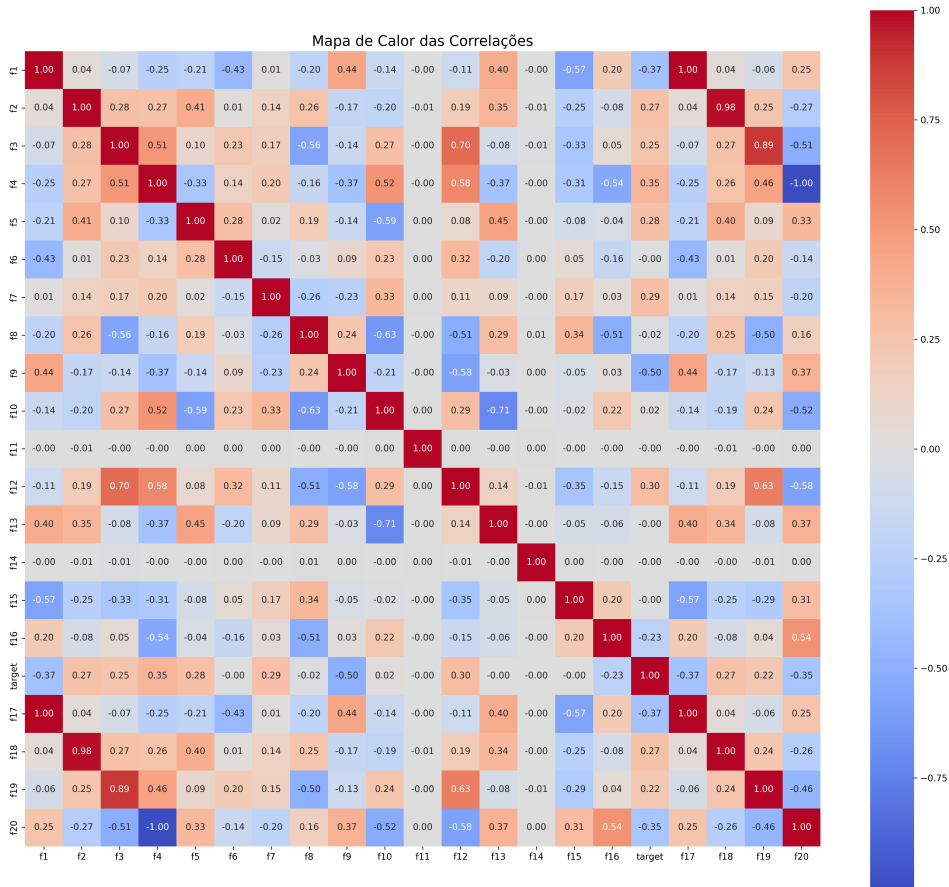 Mapa de Calor das Correlações
f1 1.00 0.04 -0.07 -0.25 -0.21 -0.43 0.01 -0.20 0.44 -0.14 -0.00 -0.11 0.40 -0.00 -0.57 0.20 -0.37 1.00 0.04 -0.06 0.25
f2 0.04 1.00 0.28 0.27 0.41 0.01 0.14 0.26 -0.17 -0.20 -0.01 0.19 0.35 -0.01 -0.25 -0.08 0.27 0.04 0.98 0.25 -0.27
f3 -0.07 0.28 1.00 0.51 0.10 0.23 0.17 -0.56 -0.14 0.27 -0.00 0.70 -0.08 -0.01 -0.33 0.05 0.25 -0.07 0.27 0.89 -0.51
f4 -0.25 0.27 0.51 1.00 -0.33 0.14 0.20 -0.16 -0.37 0.52 -0.00 0.58 -0.37 -0.00 -0.31 -0.54 0.35 -0.25 0.26 0.46 -1.00
f5 -0.21 0.41 0.10 -0.33 1.00 0.28 0.02 0.19 -0.14 -0.59 0.00 0.08 0.45 -0.00 -0.08 -0.04 0.28 -0.21 0.40 0.09 0.33
f6 -0.43 0.01 0.23 0.14 0.28 1.00 -0.15 -0.03 0.09 0.23 0.00 0.32 -0.20 0.00 0.05 -0.16 -0.00 -0.43 0.01 0.20 -0.14
f7 0.01 0.14 0.17 0.20 0.02 -0.15 1.00 -0.26 -0.23 0.33 0.00 0.11 0.09 -0.00 0.17 0.03 0.29 0.01 0.14 0.15 -0.20
f8 -0.20 0.26 -0.56 -0.16 0.19 -0.03 -0.26 1.00 0.24 -0.63 -0.00 -0.51 0.29 0.01 0.34 -0.51 -0.02 -0.20 0.25 -0.50 0.16
f9 0.44 -0.17 -0.14 -0.37 -0.14 0.09 -0.23 0.24 1.00 -0.21 0.00 -0.58 -0.03 0.00 -0.05 0.03 -0.50 0.44 -0.17 -0.13 0.37
f10 -0.14 -0.20 0.27 0.52 -0.59 0.23 0.33 -0.63 -0.21 1.00 0.00 0.29 -0.71 -0.00 -0.02 0.22 0.02 -0.14 -0.19 0.24 -0.52
f11 -0.00 -0.01 -0.00 -0.00 0.00 0.00 0.00 -0.00 0.00 0.00 1.00 0.00 -0.00 0.00 -0.00 0.00 0.00 -0.00 -0.01 -0.00 0.00
f12 -0.11 0.19 0.70 0.58 0.08 0.32 0.11 -0.51 -0.58 0.29 0.00 1.00 0.14 -0.01 -0.35 -0.15 0.30 -0.11 0.19 0.63 -0.58
f13 0.40 0.35 -0.08 -0.37 0.45 -0.20 0.09 0.29 -0.03 -0.71 -0.00 0.14 1.00 -0.00 -0.05 -0.06 -0.00 0.40 0.34 -0.08 0.37
f14 -0.00 -0.01 -0.01 -0.00 -0.00 0.00 -0.00 0.01 0.00 -0.00 0.00 -0.01 -0.00 1.00 0.00 0.00 -0.00 -0.00 -0.00 -0.01 0.00
f15 -0.57 -0.25 -0.33 -0.31 -0.08 0.05 0.17 0.34 -0.05 -0.02 -0.00 -0.35 -0.05 0.00 1.00 0.20 -0.00 -0.57 -0.25 -0.29 0.31
f16 0.20 -0.08 0.05 -0.54 -0.04 -0.16 0.03 -0.51 0.03 0.22 0.00 -0.15 -0.06 0.00 0.20 1.00 -0.23 0.20 -0.08 0.04 0.54
target -0.37 0.27 0.25 0.35 0.28 -0.00 0.29 -0.02 -0.50 0.02 0.00 0.30 -0.00 -0.00 -0.00 -0.23 1.00 -0.37 0.27 0.22 -0.35
f17 1.00 0.04 -0.07 -0.25 -0.21 -0.43 0.01 -0.20 0.44 -0.14 -0.00 -0.11 0.40 -0.00 -0.57 0.20 -0.37 1.00 0.04 -0.06 0.25
f18 0.04 0.98 0.27 0.26 0.40 0.01 0.14 0.25 -0.17 -0.19 -0.01 0.19 0.34 -0.00 -0.25 -0.08 0.27 0.04 1.00 0.24 -0.26
f19 -0.06 0.25 0.89 0.46 0.09 0.20 0.15 -0.50 -0.13 0.24 -0.00 0.63 -0.08 -0.01 -0.29 0.04 0.22 -0.06 0.24 1.00 -0.46
f20 0.25 -0.27 -0.51 -1.00 0.33 -0.14 -0.20 0.16 0.37 -0.52 0.00 -0.58 0.37 0.00 0.31 0.54 -0.35 0.25 -0.26 -0.46 1.00
f1 f2 f3 f4 f5 f6 f7 f8 f9 f10 f11 f12 f13 f14 f15 f16 target f17 f18 f19 f20
1.00
0.75
0.50
0.25
0.00
−0.25
−0.50
−0.75